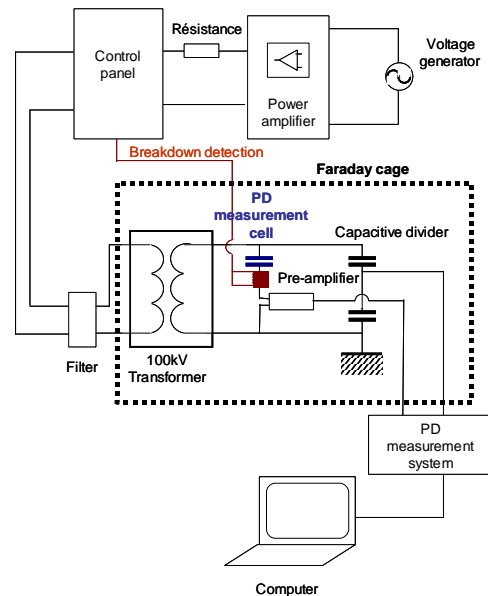 Résistance
Control
panel
Power
amplifier
Voltage
generator
Breakdown detection
Faraday cage
PD
measurement
cell
Capacitive divider
Pre-amplifier
Filter
100kV
Transformer
PD
measurement
system
Computer